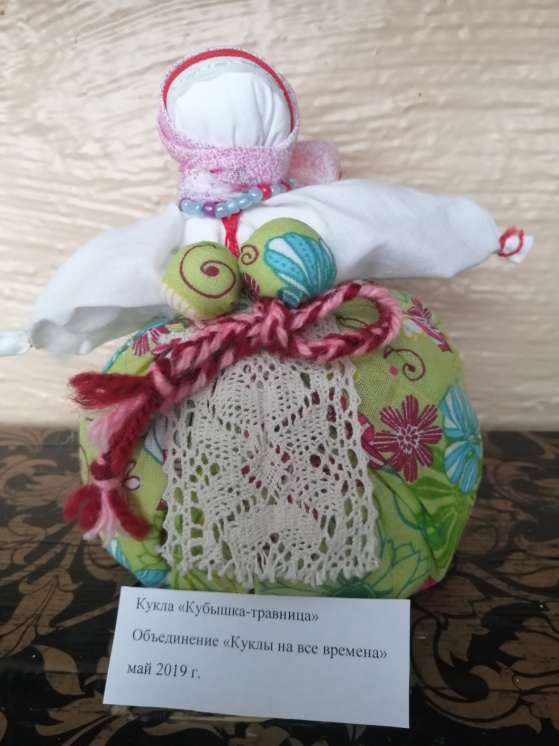 Кукла «Кубышка-травница»
Объединение «Куклы на все времена»
май 2019 г.